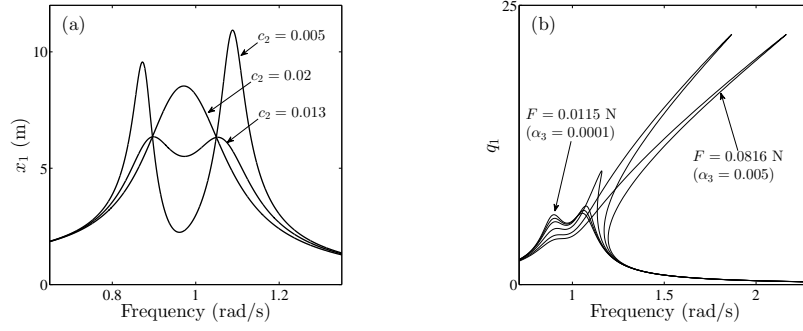 (a)
c₂ = 0.005
c₂ = 0.02
c₂ = 0.013
x₁ (m)
10
5
0
0.8
1
1.2
Frequency (rad/s)
(b)
25
q₁
0
F = 0.0115 N
(α₃ = 0.0001)
F = 0.0816 N
(α₃ = 0.005)
1
1.5
2
Frequency (rad/s)